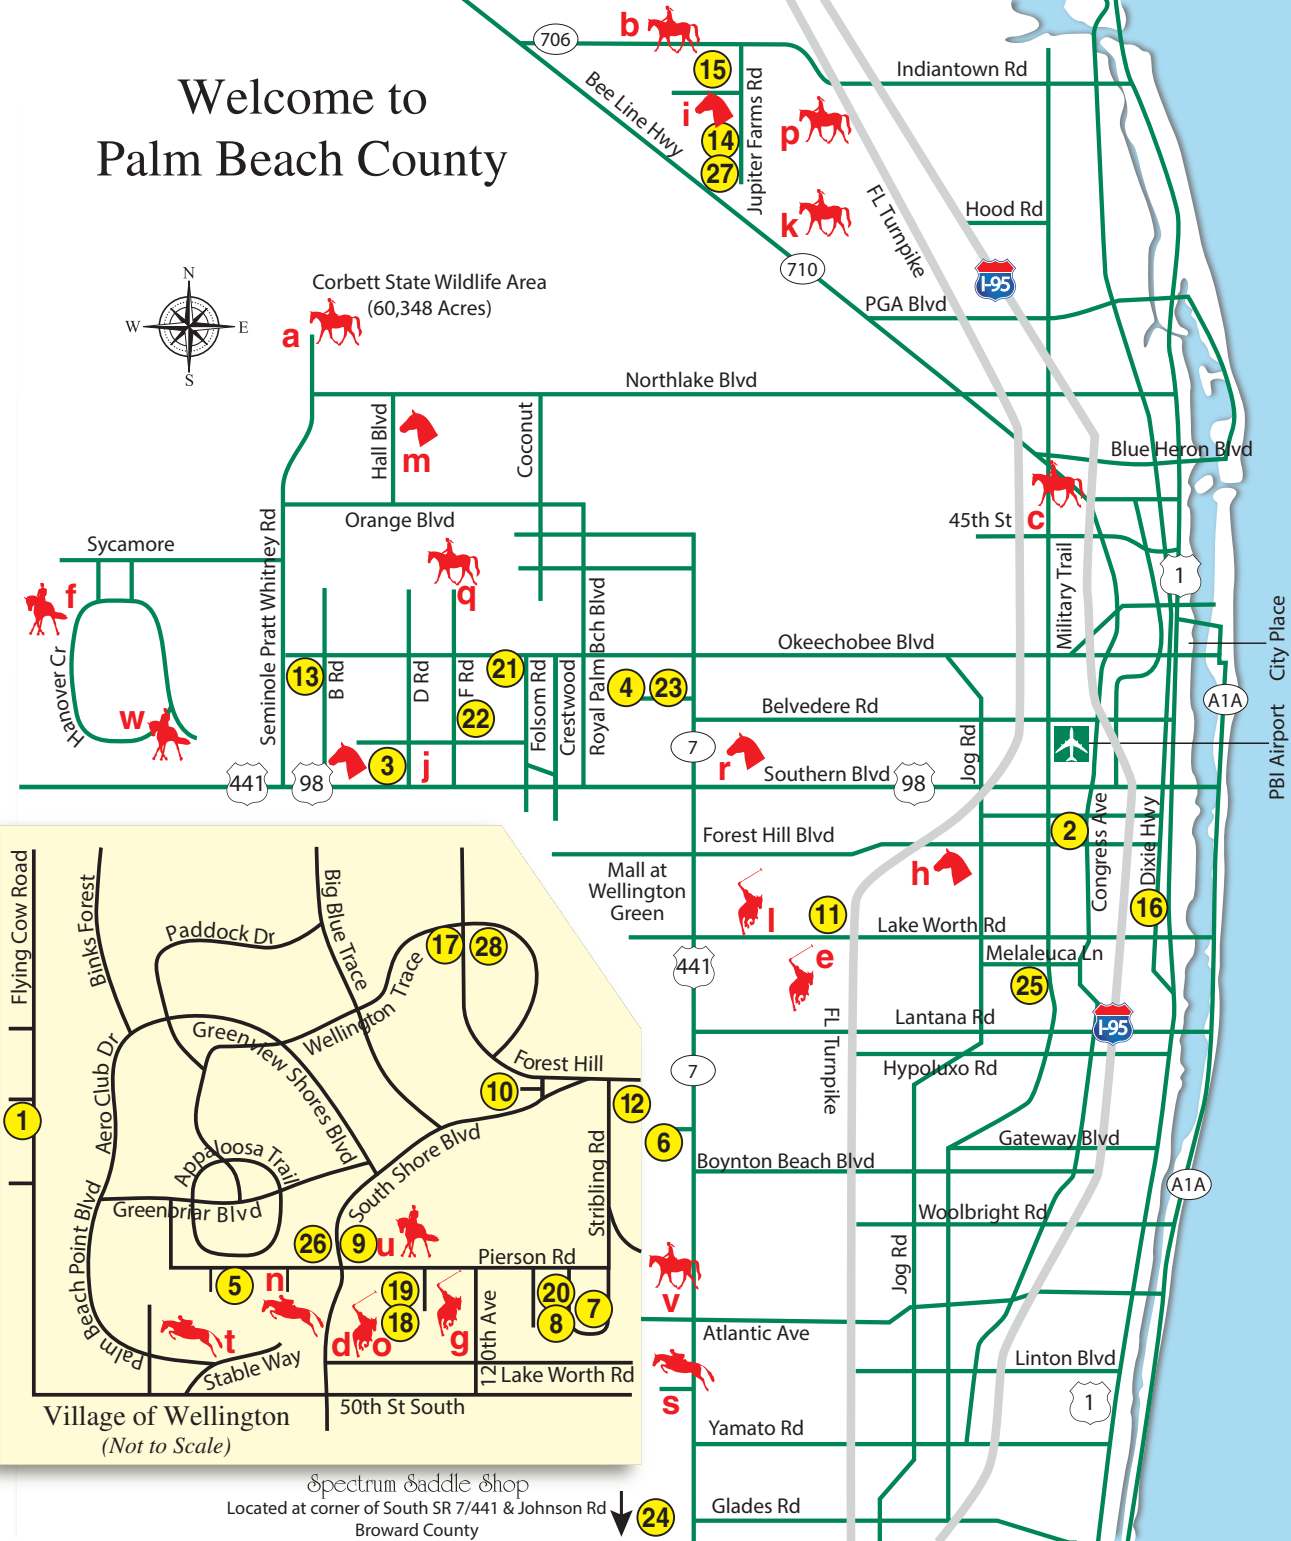 Welcome to
Palm Beach County
b
706
15
Indiantown Rd
Bee Line Hwy
i
14
27
Jupiter Farms Rd
p
k
FL Turnpike
Hood Rd
710
I-95
PGA Blvd
N
W
E
S
Corbett State Wildlife Area
(60,348 Acres)
a
Northlake Blvd
Hall Blvd
m
Coconut
Blue Heron Blvd
c
45th St
Orange Blvd
Sycamore
Seminole Pratt Whitney Rd
q
f
Hanover Cr
w
Military Trail
1
Royal Palm Bch Blvd
Okeechobee Blvd
City Place
13
B Rd
D Rd
F Rd
21
22
Folsom Rd
Crestwood
4
23
A1A
Belvedere Rd
7
Jog Rd
PBI Airport
3
j
r
Southern Blvd
98
441
98
Forest Hill Blvd
2
Congress Ave
Dixie Hwy
Mall at
Wellington
Green
h
l
11
16
Lake Worth Rd
Melaleuca Ln
441
e
25
FL Turnpike
Lantana Rd
I-95
Hypoluxo Rd
7
Gateway Blvd
6
Boynton Beach Blvd
A1A
Woolbright Rd
Jog Rd
v
Atlantic Ave
Linton Blvd
s
1
Yamato Rd
Glades Rd
24
Flying Cow Road
Binks Forest
Paddock Dr
Big Blue Trace
17
28
Wellington Trace
Greenview Shores Blvd
Aero Club Dr
Forest Hill
10
12
1
Appaloosa Trail
South Shore Blvd
Stribling Rd
Greenbriar Blvd
Palm Beach Point Blvd
26
9
u
Pierson Rd
5
n
19
18
20
8
7
t
d
o
g
120th Ave
Stable Way
Lake Worth Rd
50th St South
Village of Wellington
(Not to Scale)
Spectrum Saddle Shop
Located at corner of South SR 7/441 & Johnson Rd
Broward County